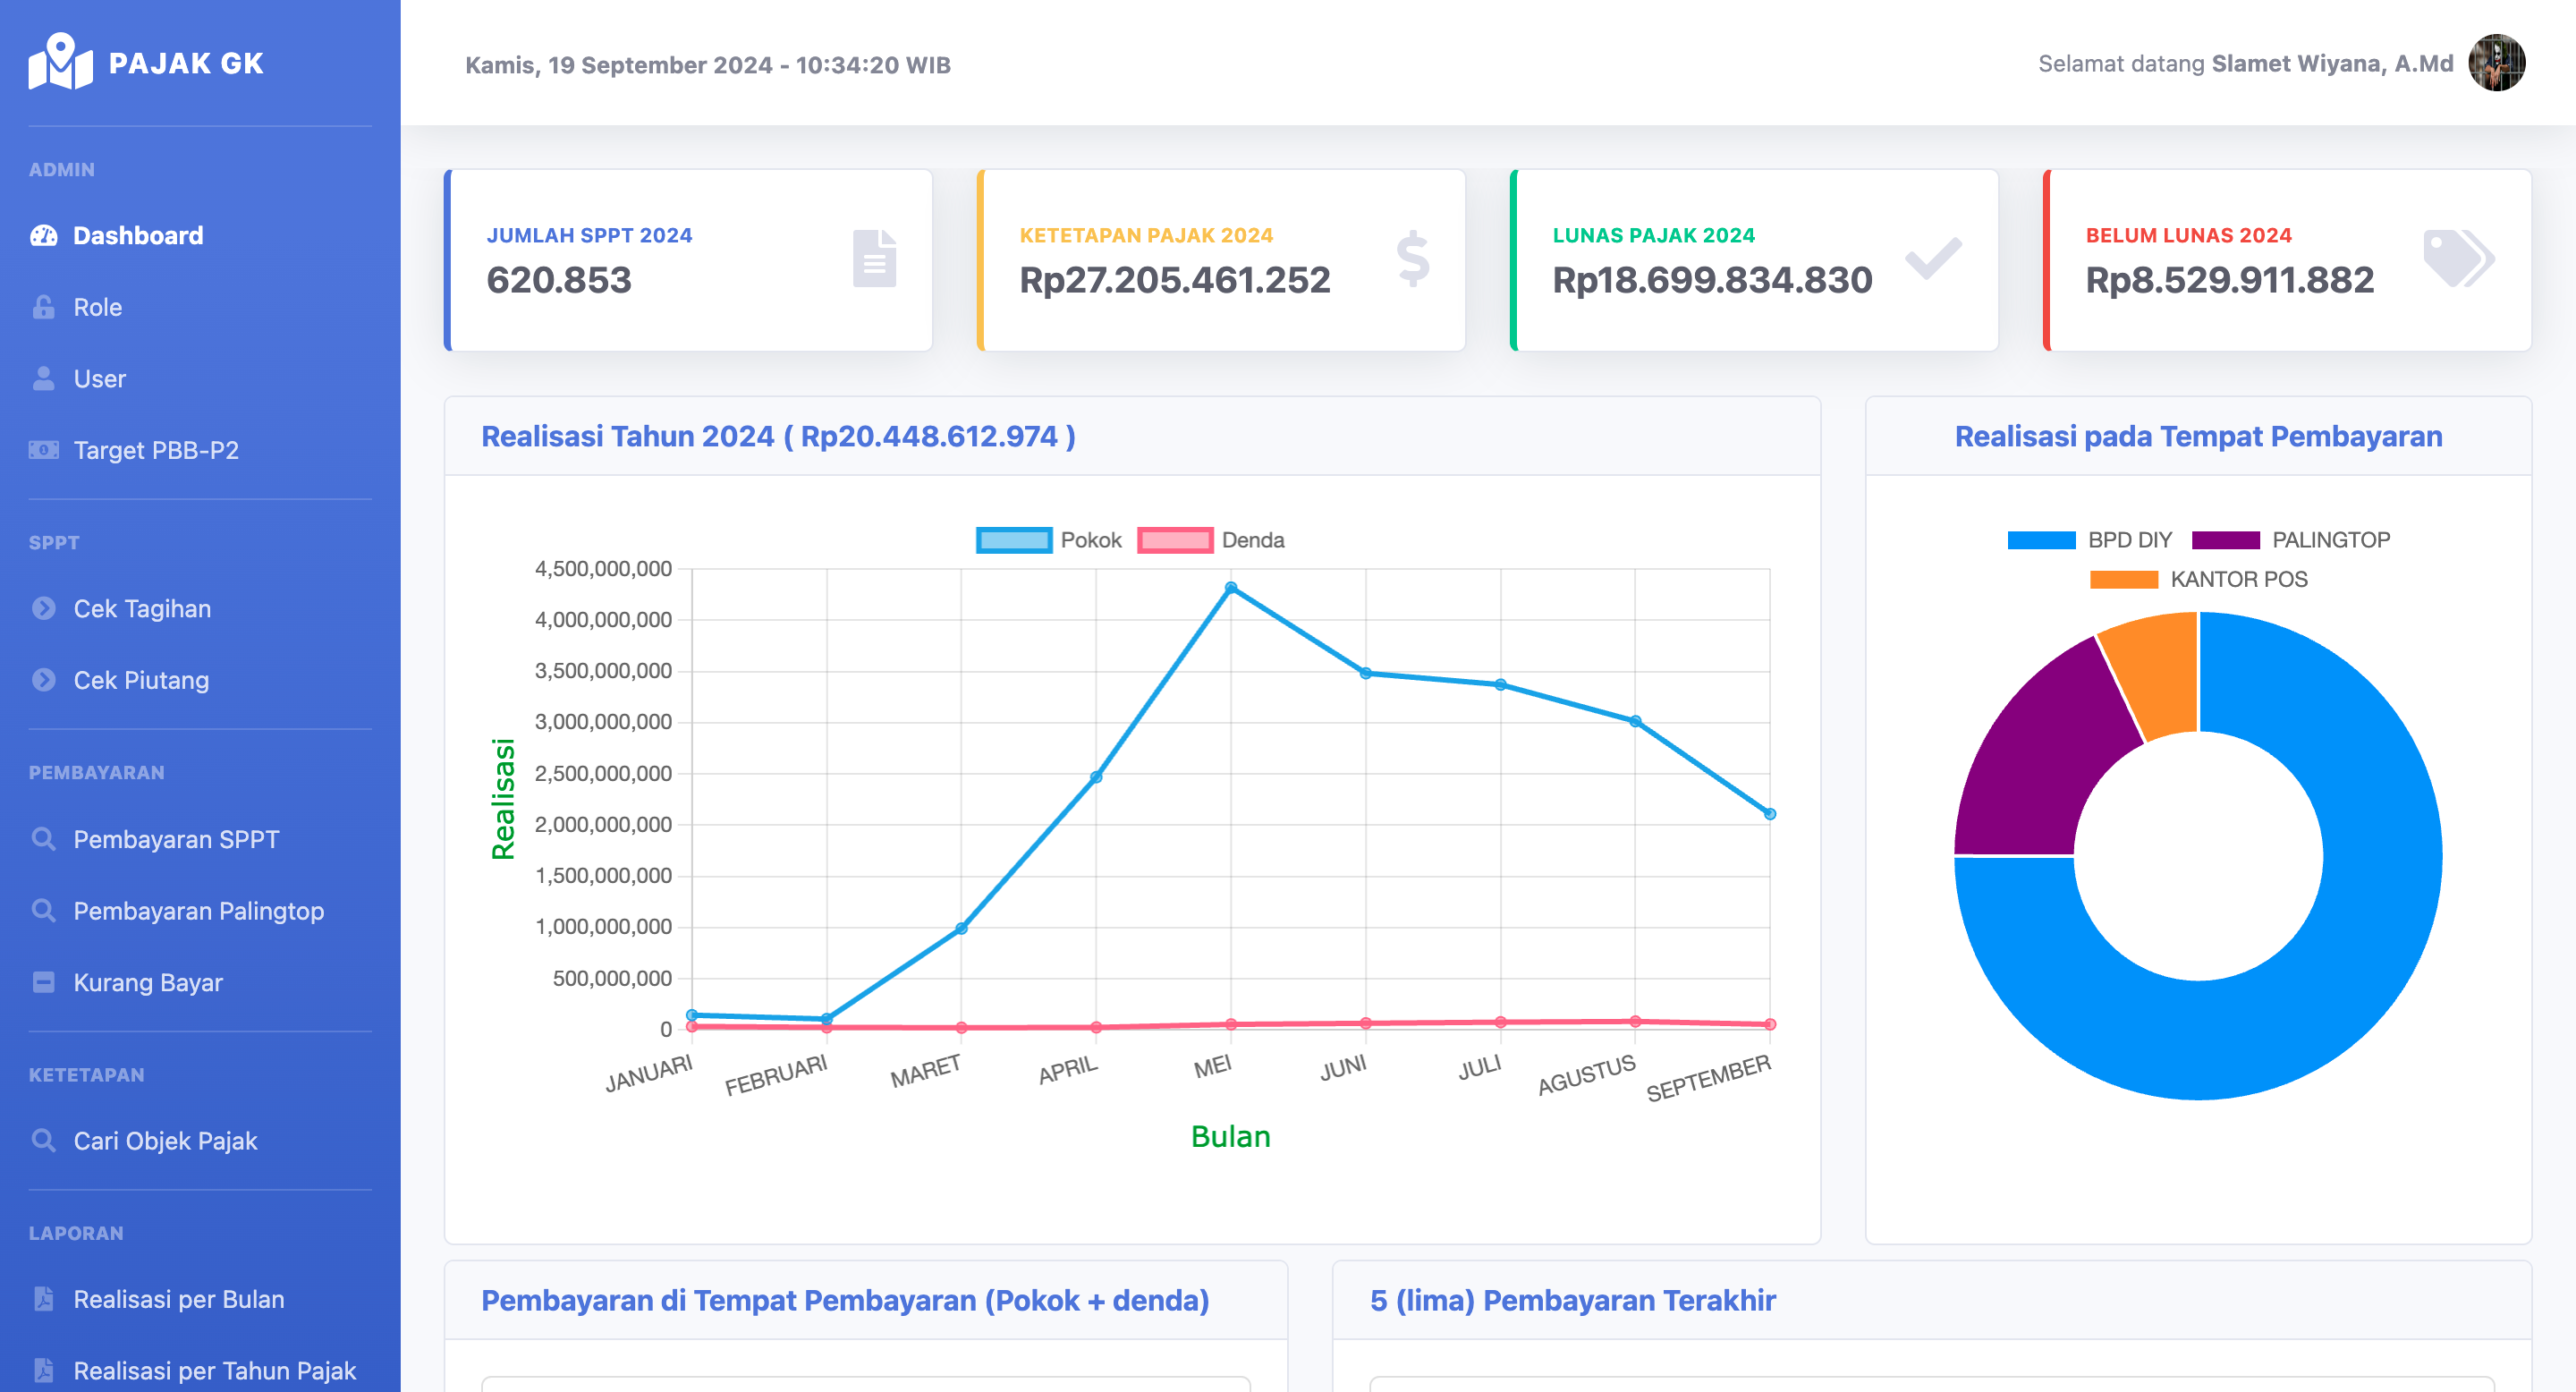 PAJAK GK
Kamis, 19 September 2024 - 10:34:20 WIB
Selamat datang Slamet Wiyana, A.Md
ADMIN
Dashboard
Role
User
Target PBB-P2
SPPT
Cek Tagihan
Cek Piutang
PEMBAYARAN
Pembayaran SPPT
Pembayaran Palingtop
Kurang Bayar
KETETAPAN
Cari Objek Pajak
LAPORAN
Realisasi per Bulan
Realisasi per Tahun Pajak
JUMLAH SPPT 2024
620.853
KETETAPAN PAJAK 2024
Rp27.205.461.252
LUNAS PAJAK 2024
Rp18.699.834.830
BELUM LUNAS 2024
Rp8.529.911.882
Realisasi Tahun 2024 ( Rp20.448.612.974 )
Pokok Denda
4,500,000,000
4,000,000,000
3,500,000,000
3,000,000,000
2,500,000,000
2,000,000,000
1,500,000,000
1,000,000,000
500,000,000
0
Realisasi
JANUARI FEBRUARI MARET APRIL MEI JUNI JULI AGUSTUS SEPTEMBER
Bulan
Realisasi pada Tempat Pembayaran
BPD DIY PALINGTOP
KANTOR POS
Pembayaran di Tempat Pembayaran (Pokok + denda)
5 (lima) Pembayaran Terakhir